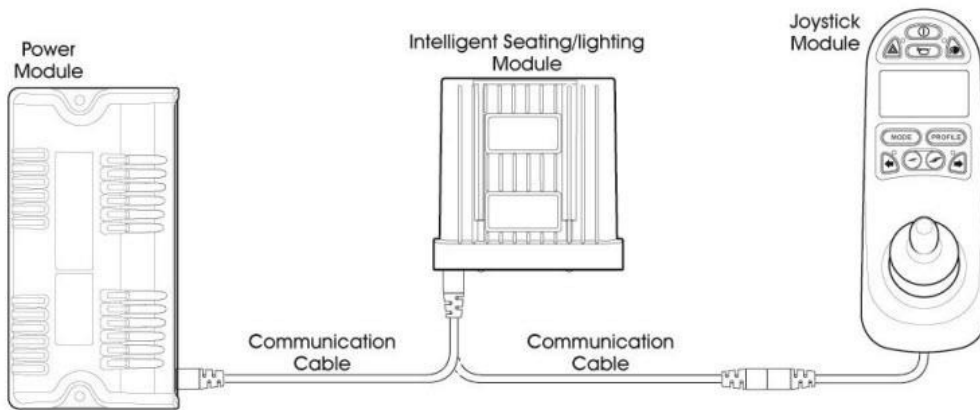 Power
Module
Intelligent Seating/lighting
Module
Joystick
Module
MODE
PROFILE
Communication
Cable
Communication
Cable